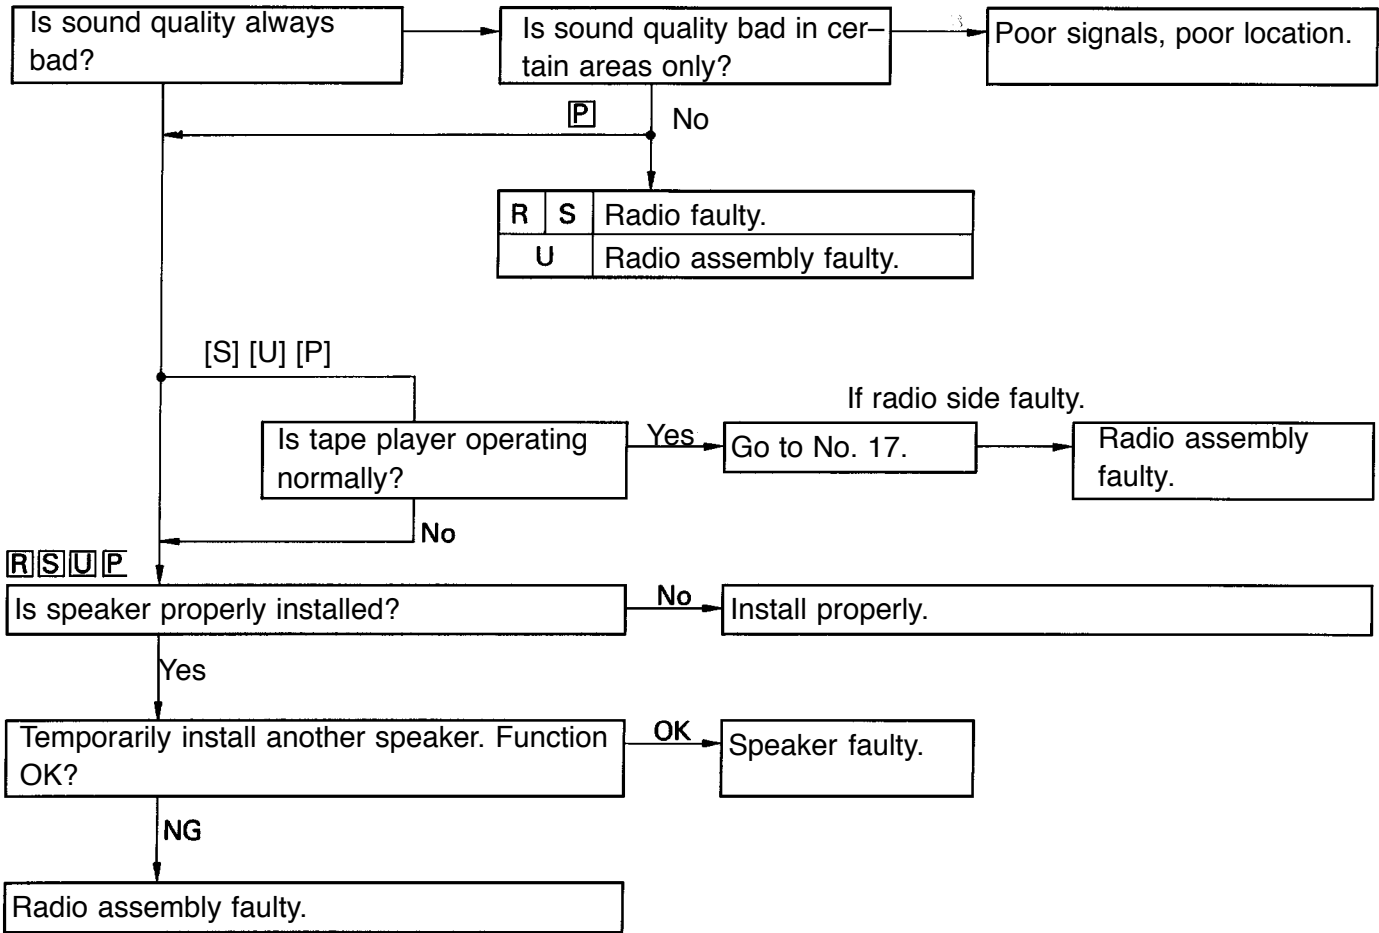 Is sound quality always
bad?
Is sound quality bad in cer–
tain areas only?
Poor signals, poor location.
P
No
R S Radio faulty.
U Radio assembly faulty.
[S] [U] [P]
If radio side faulty.
Is tape player operating
normally?
Yes
Go to No. 17.
Radio assembly
faulty.
No
R S U P
Is speaker properly installed?
No
Install properly.
Yes
Temporarily install another speaker. Function
OK?
OK
Speaker faulty.
NG
Radio assembly faulty.